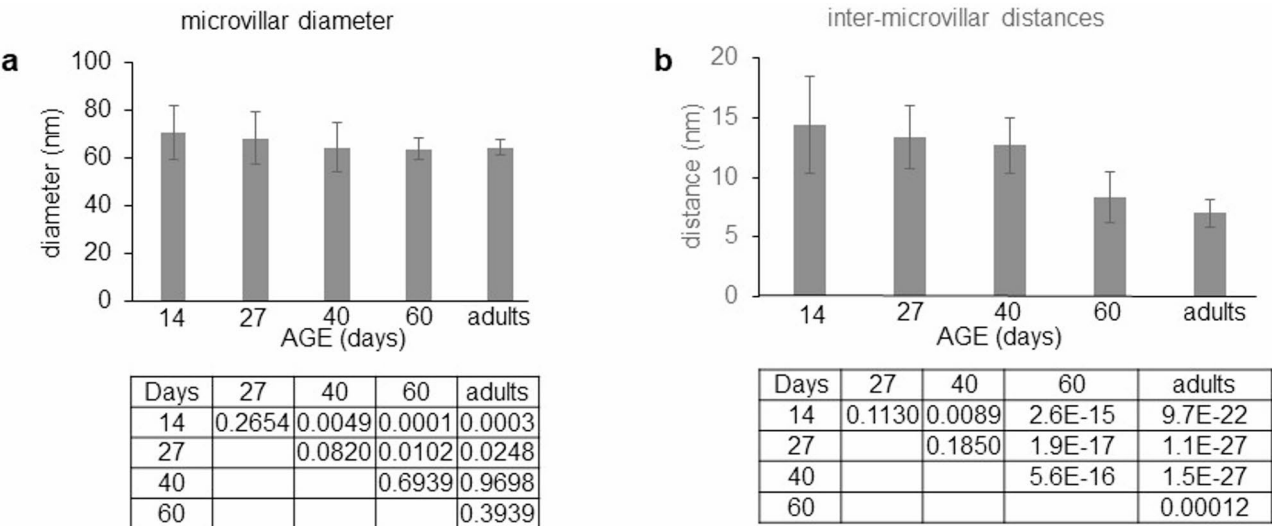 microvillar diameter
a
100
80
60
40
20
0
diameter (nm)
14 27 40 60 adults
AGE (days)
Days 27 40 60 adults
14 0.2654 0.0049 0.0001 0.0003
27 0.0820 0.0102 0.0248
40 0.6939 0.9698
60 0.3939
inter-microvillar distances
b
20
15
10
5
0
distance (nm)
14 27 40 60 adults
AGE (days)
Days 27 40 60 adults
14 0.1130 0.0089 2.6E-15 9.7E-22
27 0.1850 1.9E-17 1.1E-27
40 5.6E-16 1.5E-27
60 0.00012